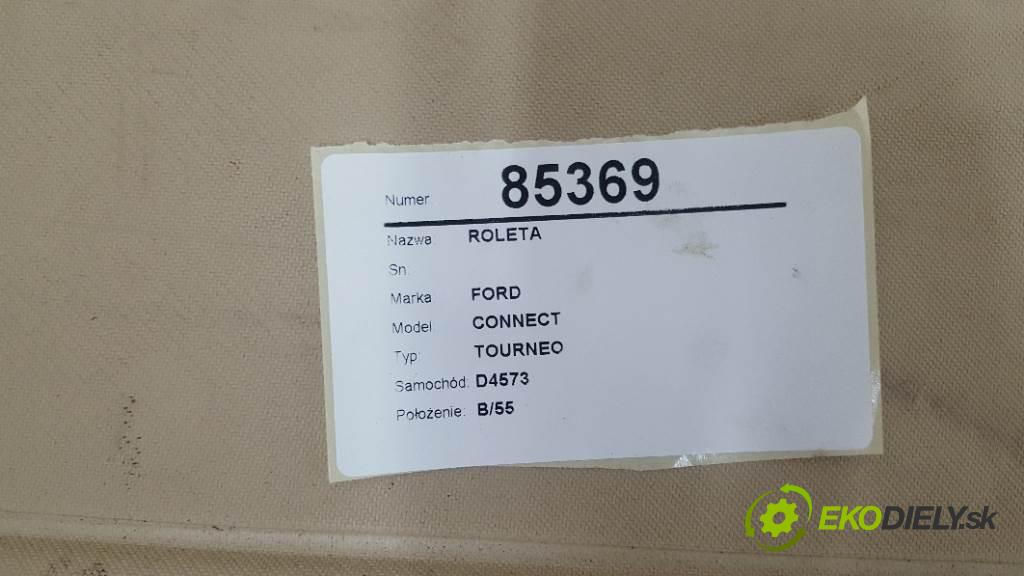 Numer 85369
Nazwa: ROLETA
Sn:
Marka: FORD
Model: CONNECT
Typ: TOURNEO
Samochód: D4573
Położenie: B/55
EKODIELY.sk